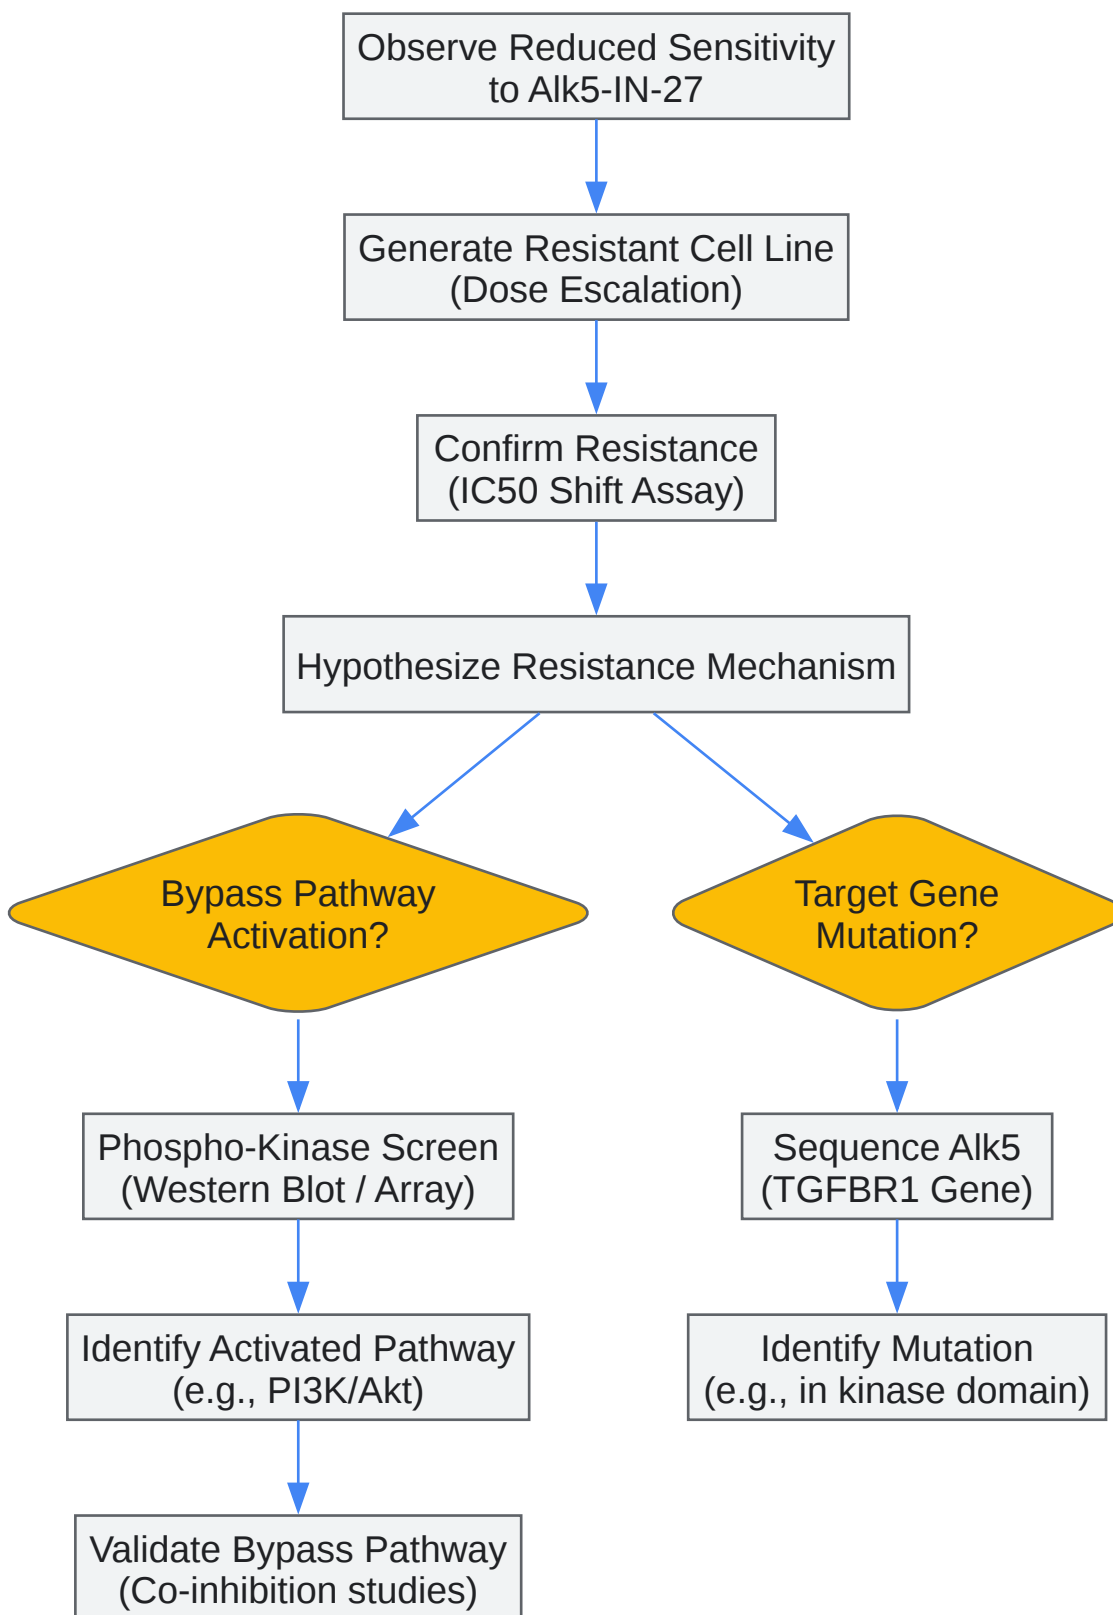 Observe Reduced Sensitivity
to Alk5-IN-27
Generate Resistant Cell Line
(Dose Escalation)
Confirm Resistance
(IC50 Shift Assay)
Hypothesize Resistance Mechanism
Bypass Pathway
Activation?
Target Gene
Mutation?
Phospho-Kinase Screen
(Western Blot / Array)
Sequence Alk5
(TGFBR1 Gene)
Identify Activated Pathway
(e.g., PI3K/Akt)
Identify Mutation
(e.g., in kinase domain)
Validate Bypass Pathway
(Co-inhibition studies)